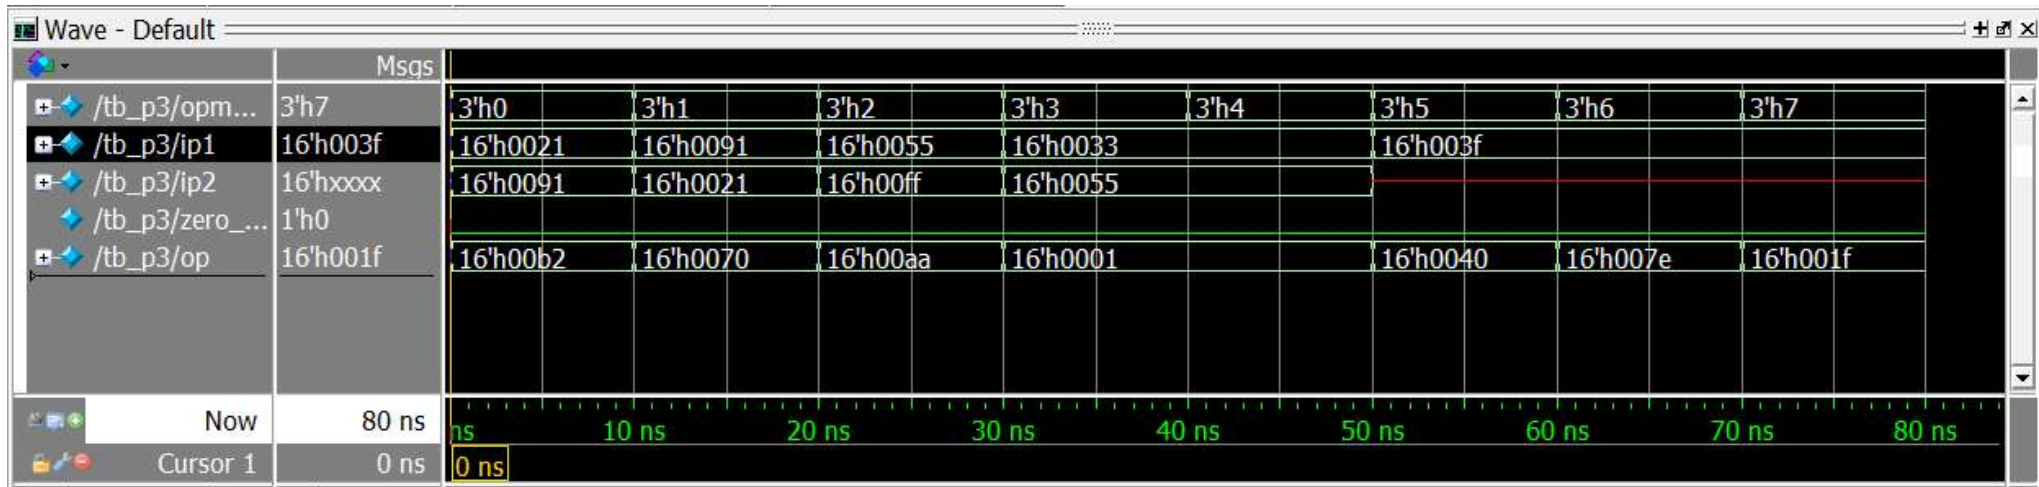 Wave - Default
Msgs
/tb_p3/opm... 3'h7 3'h0 3'h1 3'h2 3'h3 3'h4 3'h5 3'h6 3'h7
/tb_p3/ip1 16'h003f 16'h0021 16'h0091 16'h0055 16'h0033 16'h003f
/tb_p3/ip2 16'hxxxx 16'h0091 16'h0021 16'h00ff 16'h0055
/tb_p3/zero_... 1'h0
/tb_p3/op 16'h001f 16'h00b2 16'h0070 16'h00aa 16'h0001 16'h0040 16'h007e 16'h001f
Now 80 ns ns 10 ns 20 ns 30 ns 40 ns 50 ns 60 ns 70 ns 80 ns
Cursor 1 0 ns 0 ns